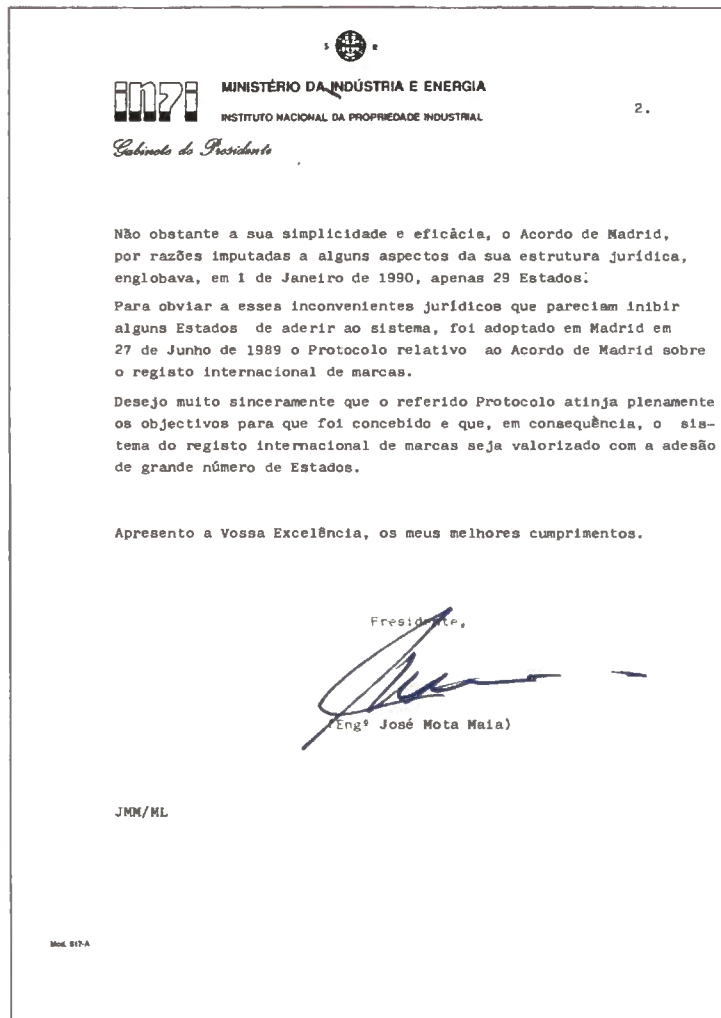 S R
inpi
MINISTÉRIO DA INDÚSTRIA E ENERGIA
INSTITUTO NACIONAL DA PROPRIEDADE INDUSTRIAL
2.
Gabinete do Presidente
Não obstante a sua simplicidade e eficácia, o Acordo de Madrid,
por razões imputadas a alguns aspectos da sua estrutura jurídica,
englobava, em 1 de Janeiro de 1990, apenas 29 Estados.
Para obviar a esses inconvenientes jurídicos que pareciam inibir
alguns Estados de aderir ao sistema, foi adoptado em Madrid em
27 de Junho de 1989 o Protocolo relativo ao Acordo de Madrid sobre
o registo internacional de marcas.
Desejo muito sinceramente que o referido Protocolo atinja plenamente
os objectivos para que foi concebido e que, em consequência, o sis-
tema do registo internacional de marcas seja valorizado com a adesão
de grande número de Estados.
Apresento a Vossa Excelência, os meus melhores cumprimentos.
Presidente,
(Engº José Mota Maia)
JMM/ML
Mod. 517-A